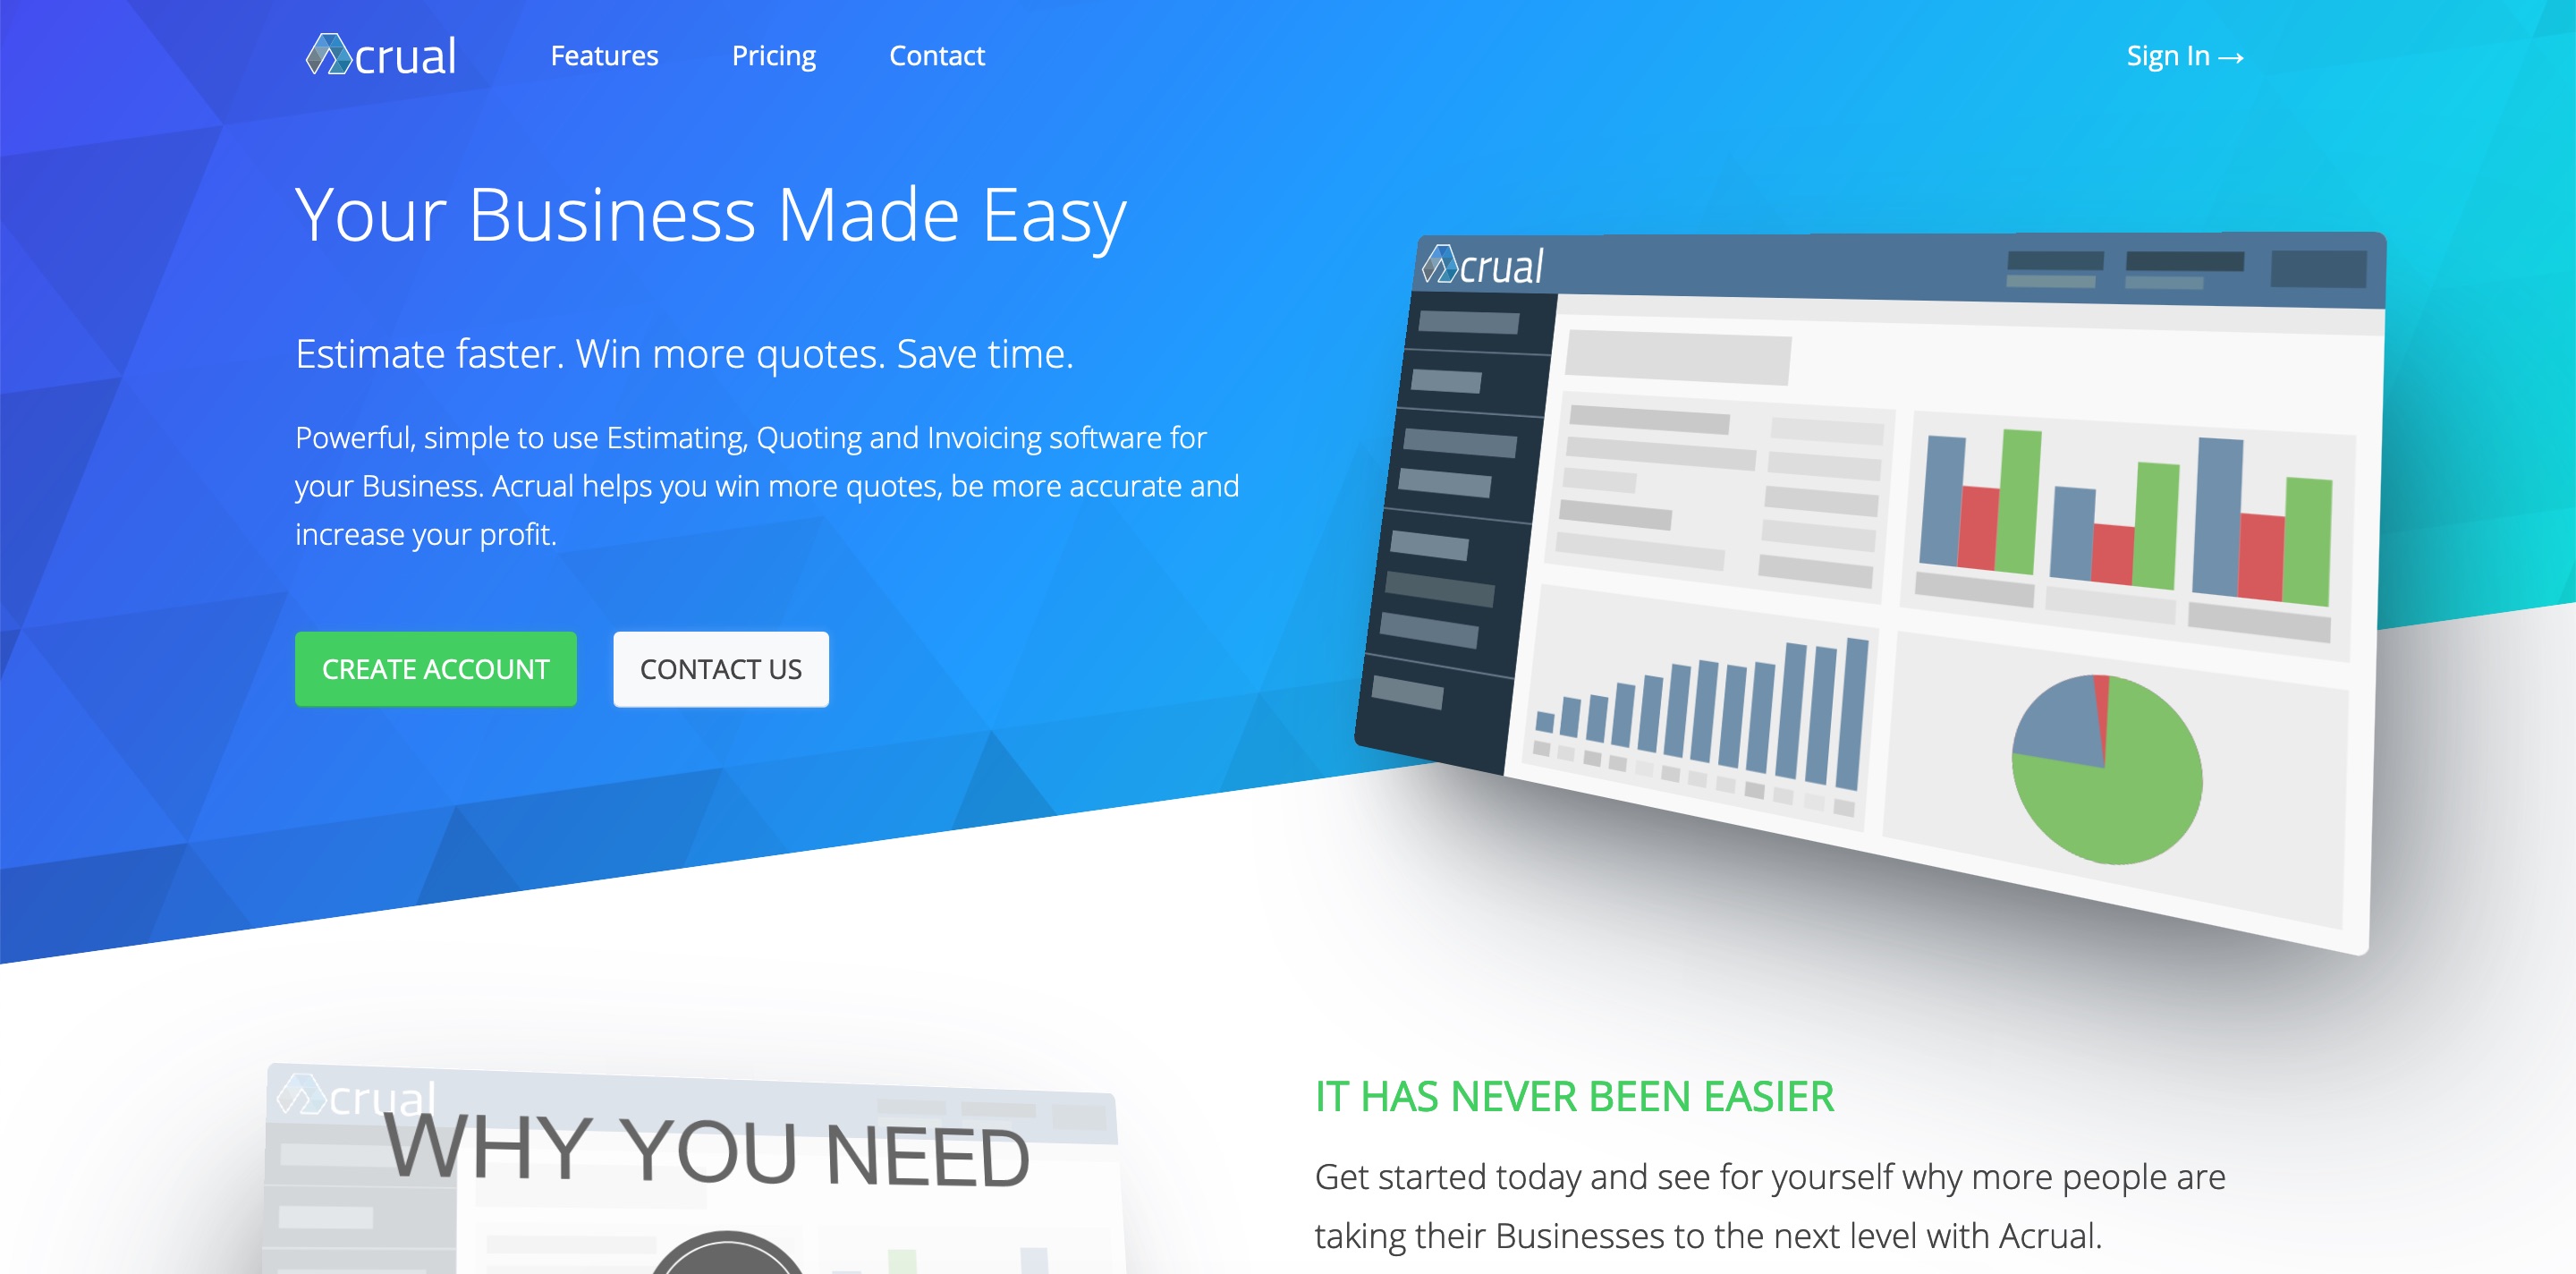 Acrual
Features
Pricing
Contact
Sign In →
Your Business Made Easy
Estimate faster. Win more quotes. Save time.
Powerful, simple to use Estimating, Quoting and Invoicing software for
your Business. Acrual helps you win more quotes, be more accurate and
increase your profit.
CREATE ACCOUNT
CONTACT US
Acrual
Acrual
WHY YOU NEED
IT HAS NEVER BEEN EASIER
Get started today and see for yourself why more people are
taking their Businesses to the next level with Acrual.